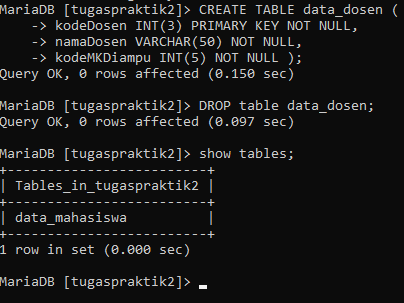 MariaDB [tugaspraktik2]> CREATE TABLE data_dosen (
    -> kodeDosen INT(3) PRIMARY KEY NOT NULL,
    -> namaDosen VARCHAR(50) NOT NULL,
    -> kodeMKDiampu INT(5) NOT NULL );
Query OK, 0 rows affected (0.150 sec)

MariaDB [tugaspraktik2]> DROP table data_dosen;
Query OK, 0 rows affected (0.097 sec)

MariaDB [tugaspraktik2]> show tables;
+-------------------------+
| Tables_in_tugaspraktik2 |
+-------------------------+
| data_mahasiswa          |
+-------------------------+
1 row in set (0.000 sec)

MariaDB [tugaspraktik2]> _